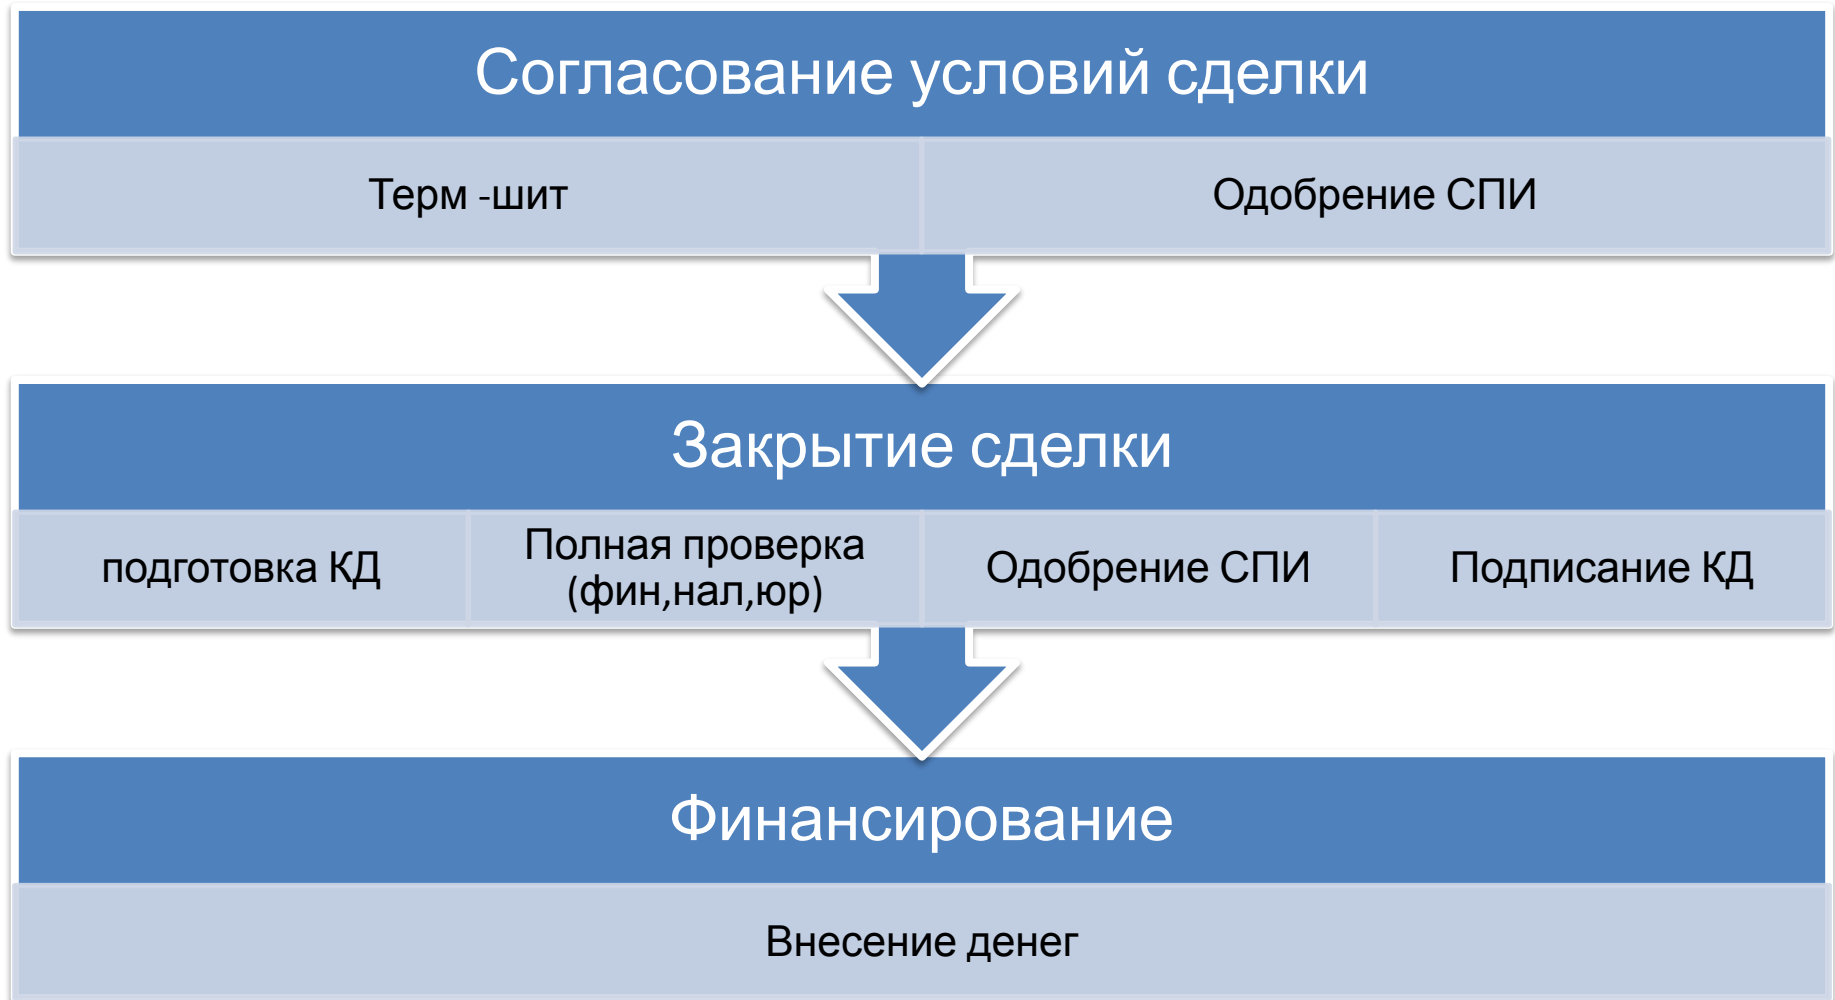 Согласование условий сделки
Терм -шит
Одобрение СПИ
Закрытие сделки
подготовка КД
Полная проверка
(фин,нал,юр)
Одобрение СПИ
Подписание КД
Финансирование
Внесение денег